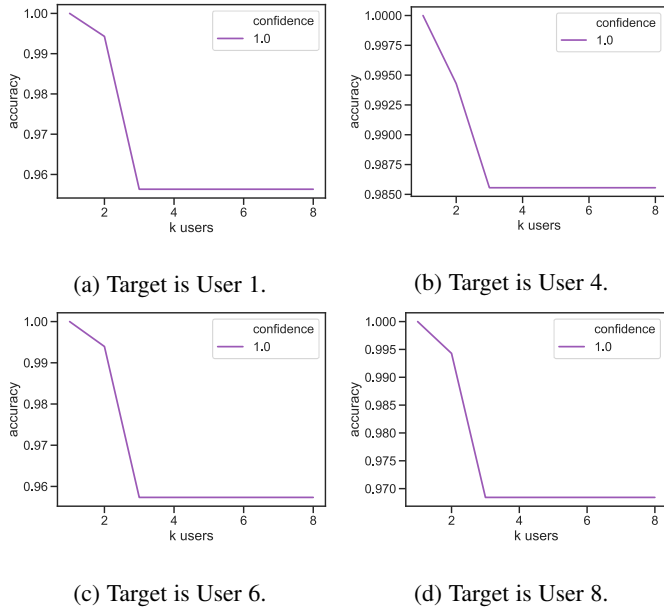 1.00
0.99
0.98
0.97
0.96
accuracy
confidence
1.0
2 4 6 8
k users
(a) Target is User 1.
1.0000
0.9975
0.9950
0.9925
0.9900
0.9875
0.9850
accuracy
confidence
1.0
2 4 6 8
k users
(b) Target is User 4.
1.00
0.99
0.98
0.97
0.96
accuracy
confidence
1.0
2 4 6 8
k users
(c) Target is User 6.
1.000
0.995
0.990
0.985
0.980
0.975
0.970
accuracy
confidence
1.0
2 4 6 8
k users
(d) Target is User 8.